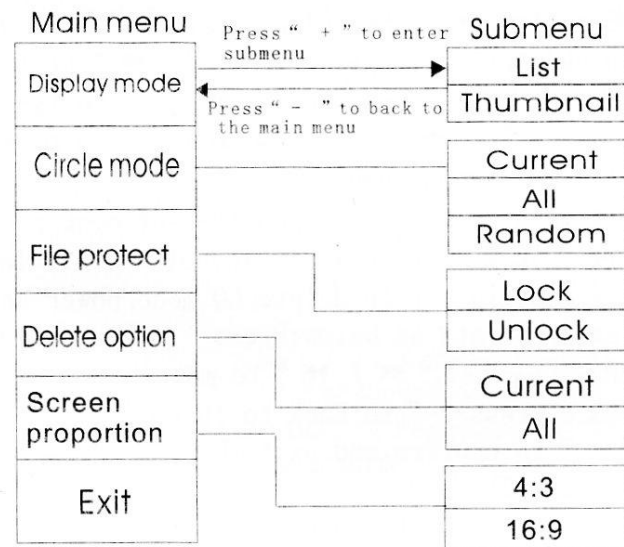 Main menu
Press “ + ” to enter
submenu
Submenu
Display mode
List
Thumbnail
Press “ - ” to back to
the main menu
Circle mode
Current
All
Random
File protect
Lock
Unlock
Delete option
Current
All
Screen
proportion
4:3
16:9
Exit